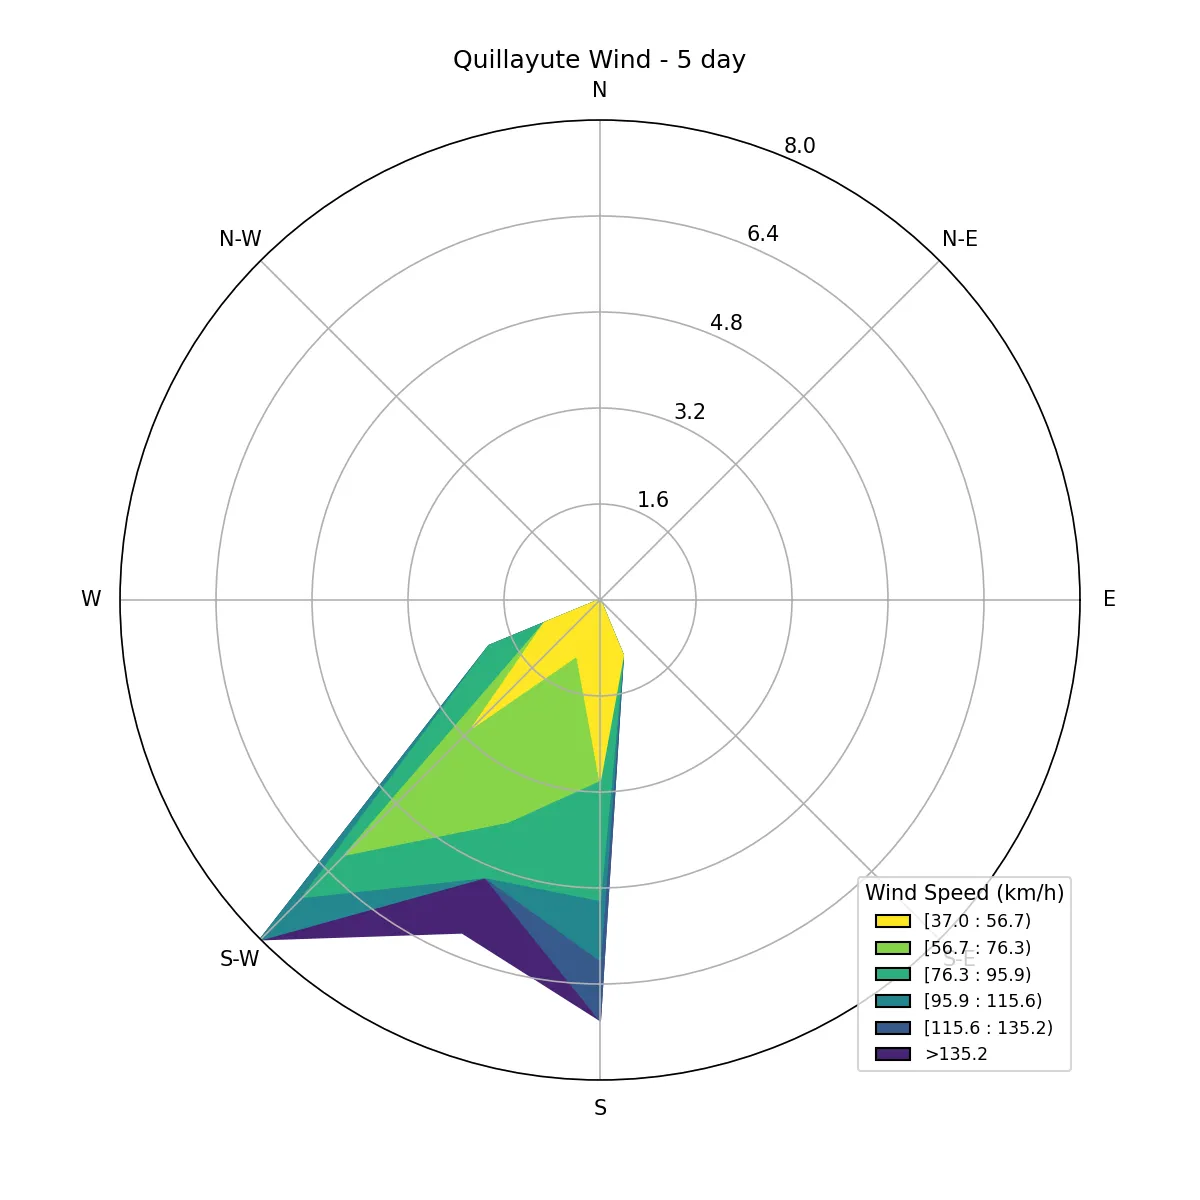 Quillayute Wind - 5 day
N
8.0
N-W
6.4
N-E
4.8
3.2
1.6
W
E
Wind Speed (km/h)
[37.0 : 56.7)
[56.7 : 76.3)
S-W
S-E
[76.3 : 95.9)
[95.9 : 115.6)
[115.6 : 135.2)
>135.2
S